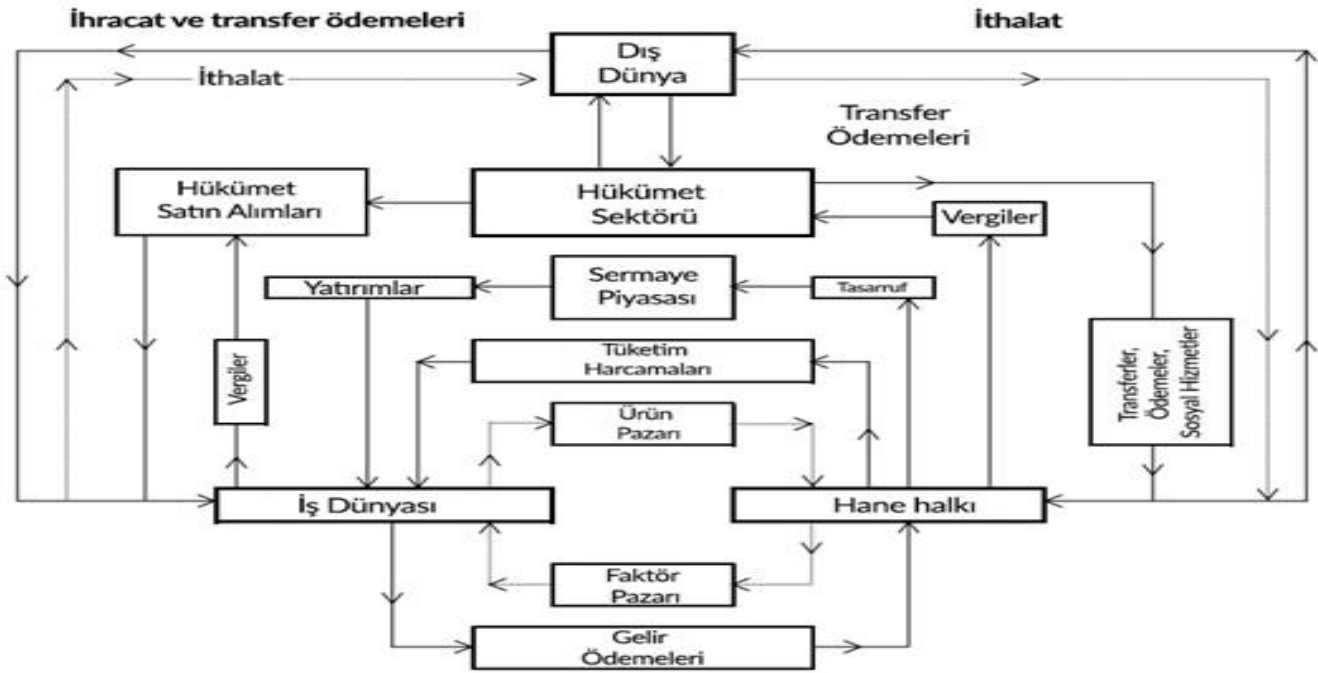 İhracat ve transfer ödemeleri
İthalat
Dış
Dünya
İthalat
Transfer
Ödemeleri
Hükümet
Satın Alımları
Hükümet
Sektörü
Vergiler
Yatırımlar
Sermaye
Piyasası
Tasarruf
Vergiler
Tüketim
Harcamaları
Transferler,
Ödemeler,
Sosyal Hizmetler
Ürün
Pazarı
İş Dünyası
Hane halkı
Faktör
Pazarı
Gelir
Ödemeleri